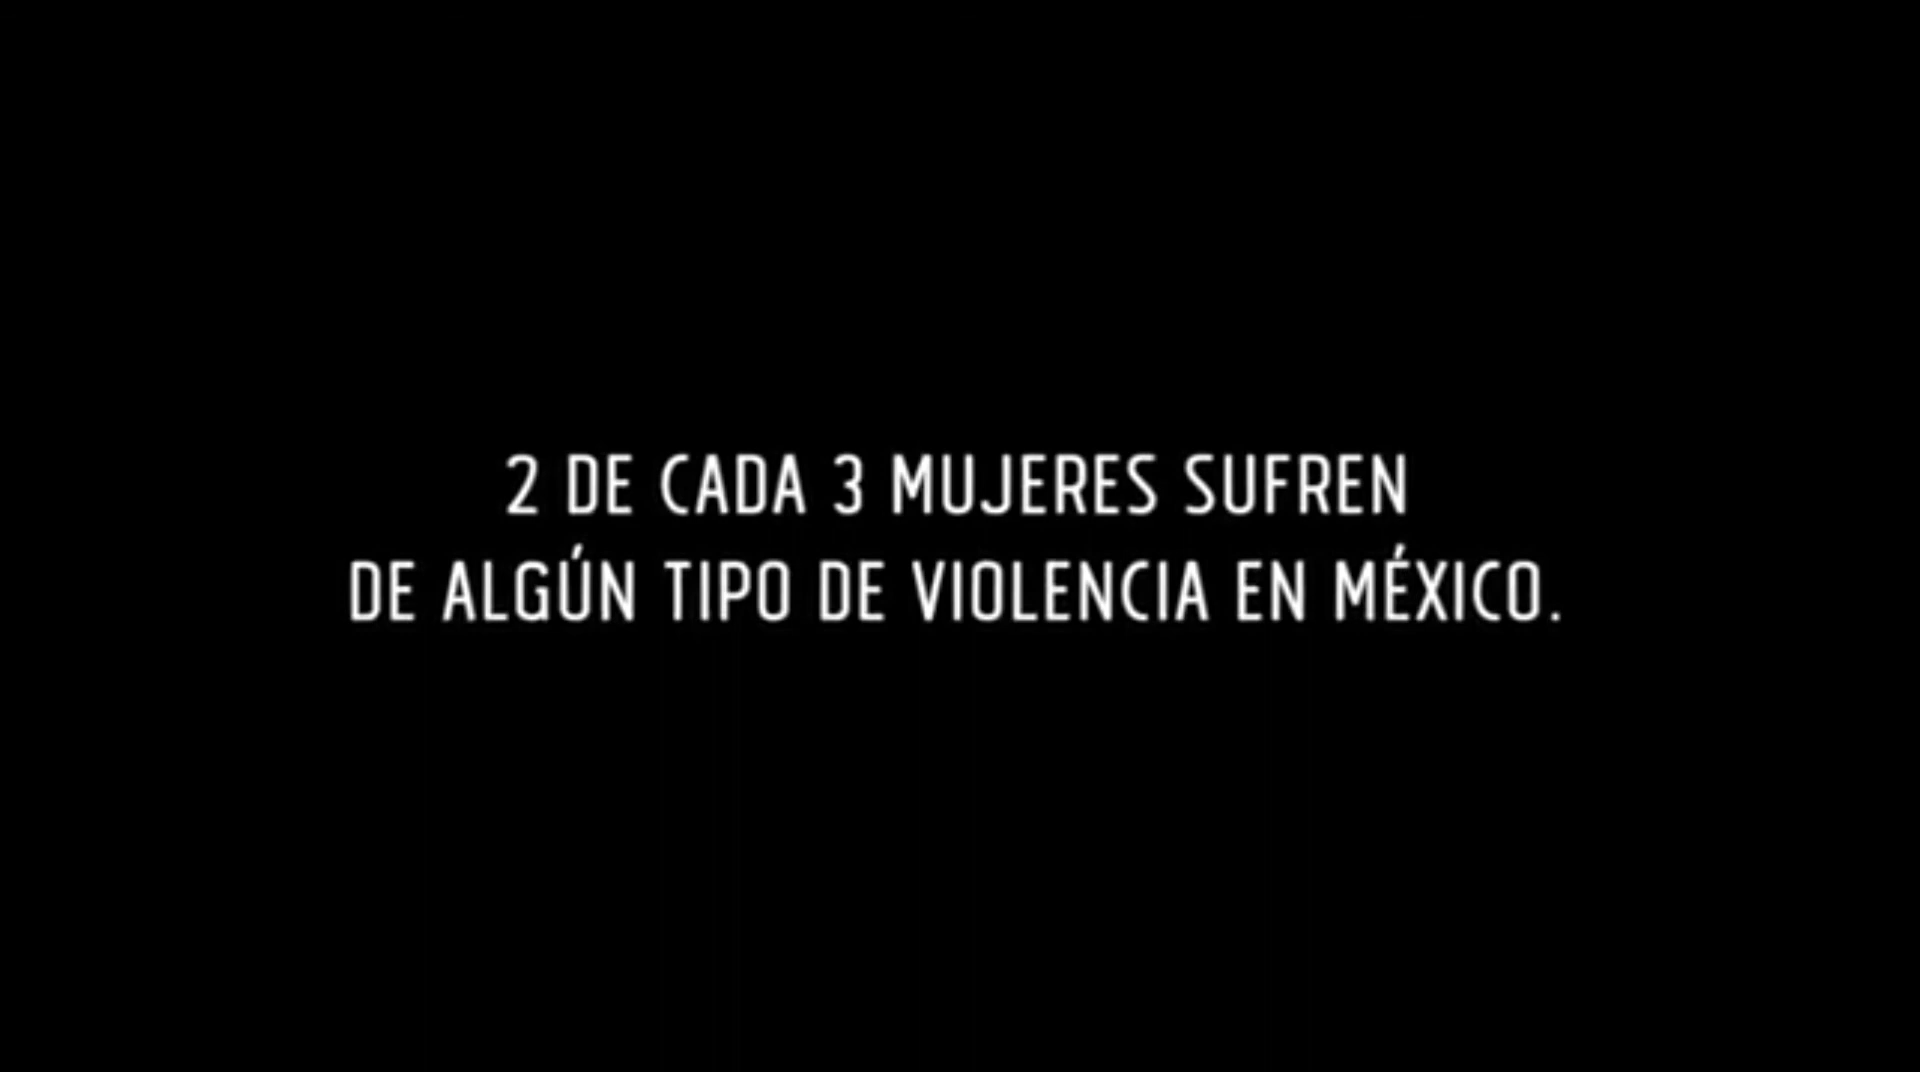 2 DE CADA 3 MUJERES SUFREN
DE ALGÚN TIPO DE VIOLENCIA EN MÉXICO.